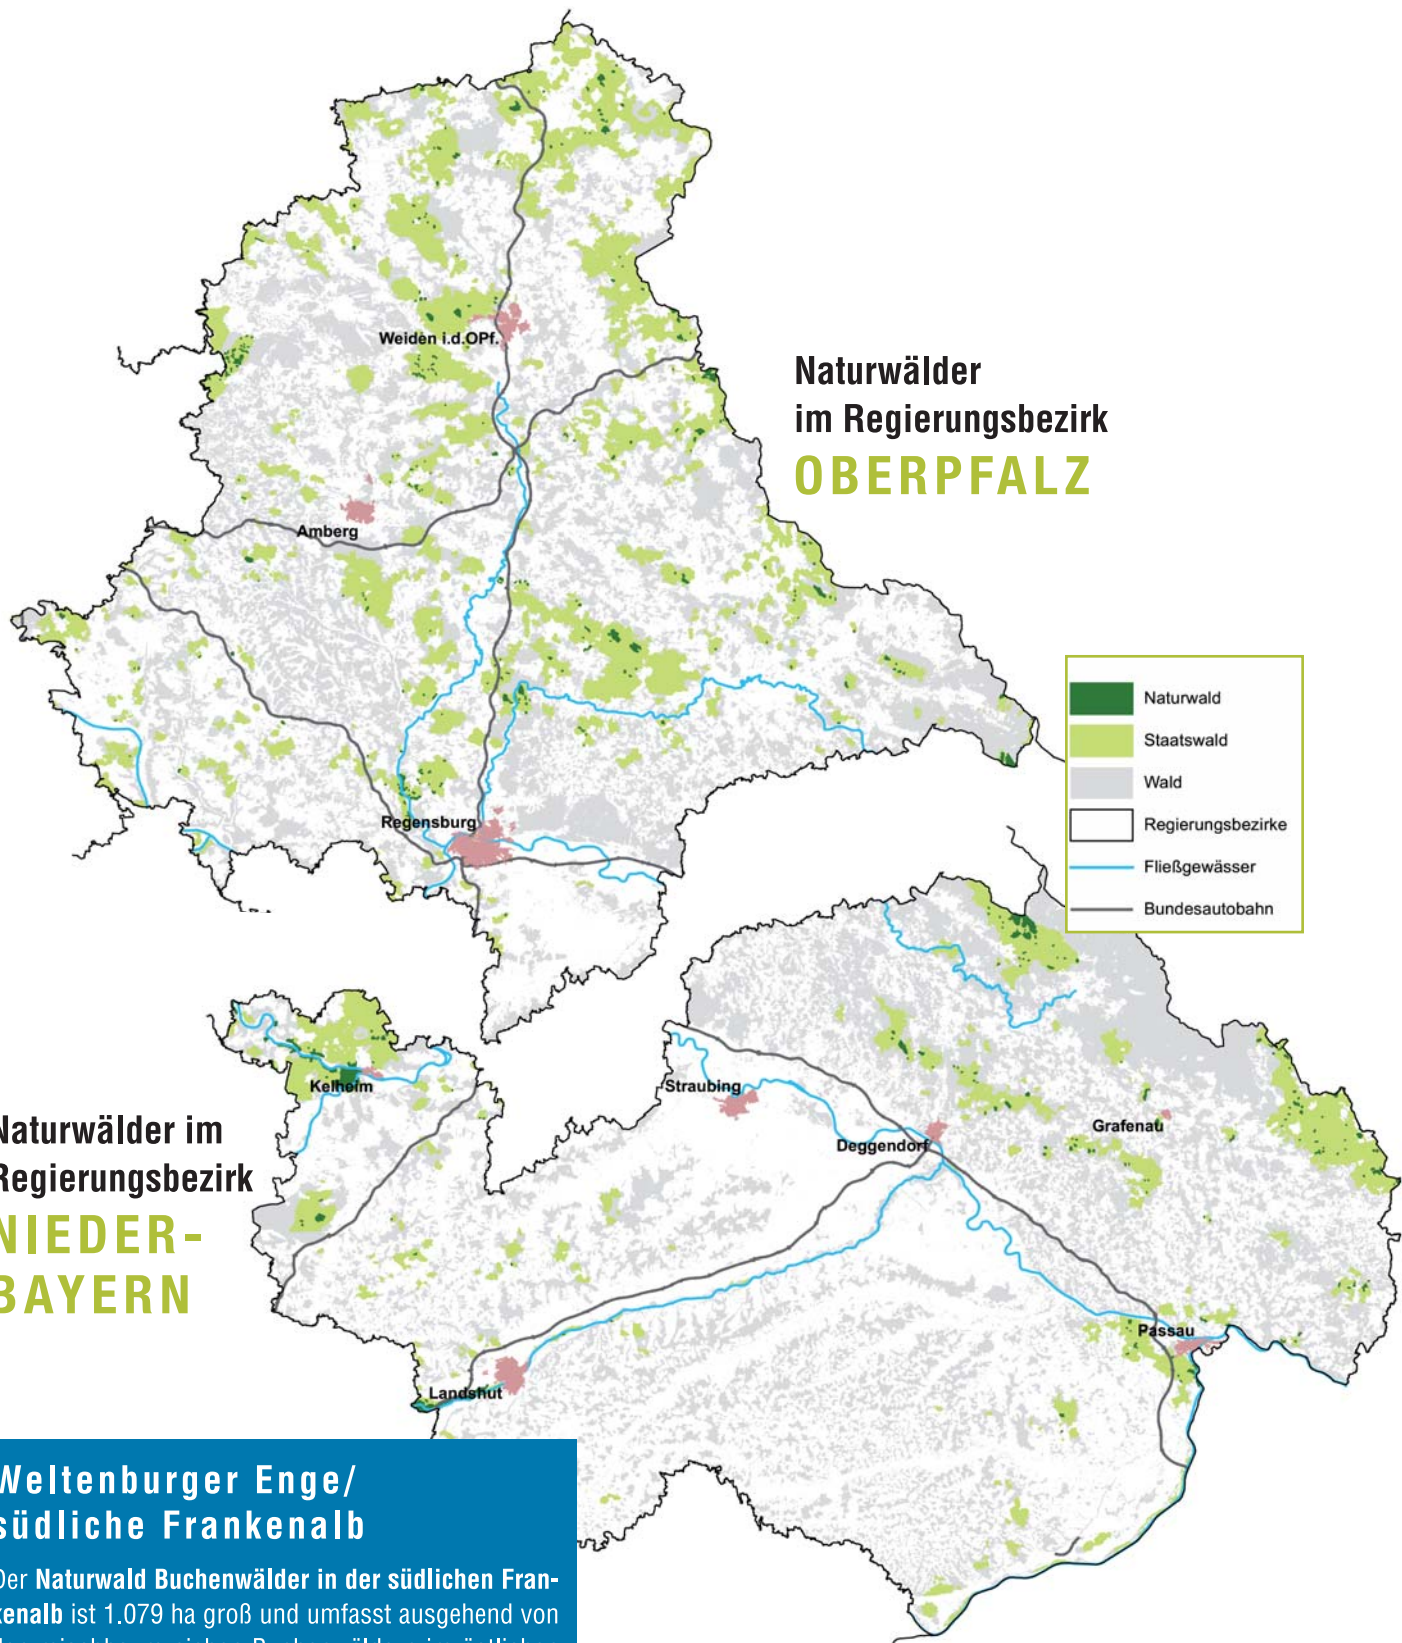 Weiden i.d.OPf.
Naturwälder
im Regierungsbezirk
OBERPFALZ
Amberg
Regensburg
Naturwald
Staatswald
Wald
Regierungsbezirke
Fließgewässer
Bundesautobahn
Kelheim
Straubing
Deggendorf
Grafenau
Naturwälder im
Regierungsbezirk
NIEDER-
BAYERN
Passau
Landshut
Weltenburger Enge/
südliche Frankenalb
Der Naturwald Buchenwälder in der südlichen Fran-
kenalb ist 1.079 ha groß und umfasst ausgehend von